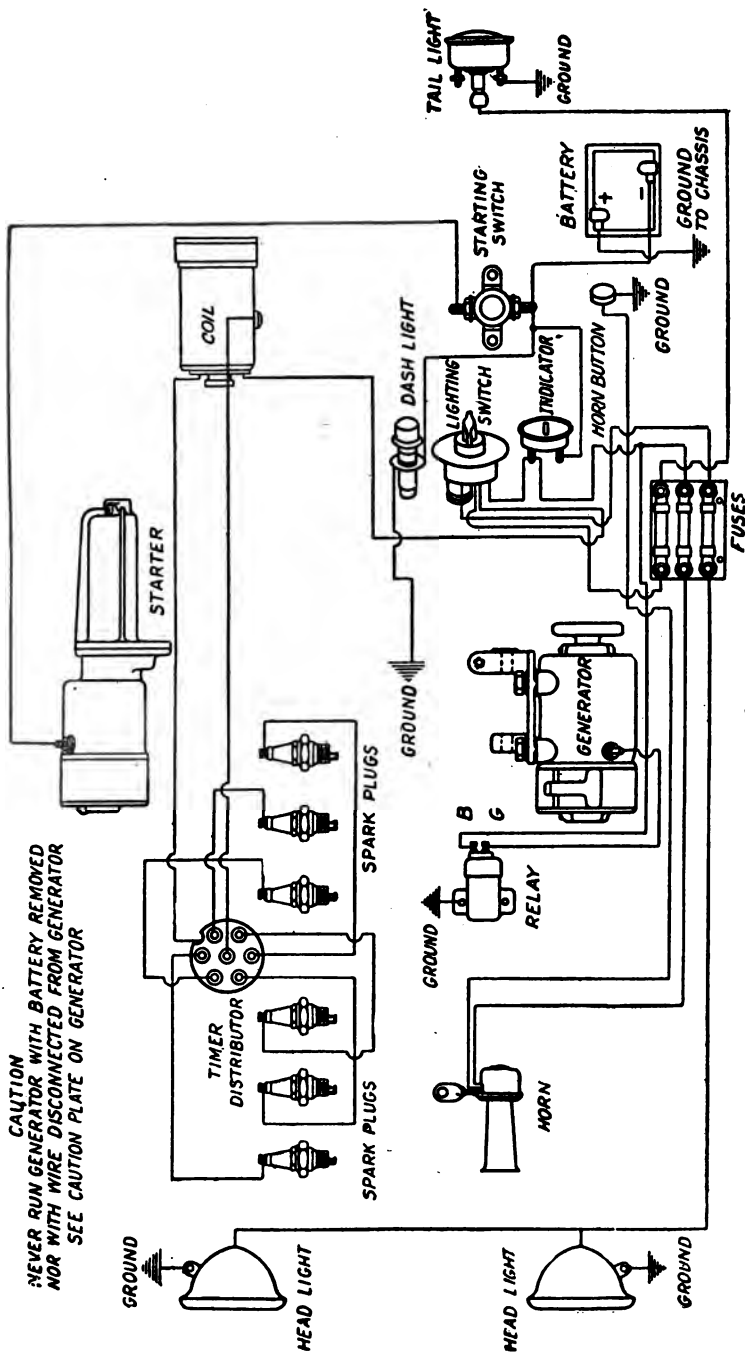 CAUTION
NEVER RUN GENERATOR WITH BATTERY REMOVED
NOR WITH WIRE DISCONNECTED FROM GENERATOR
SEE CAUTION PLATE ON GENERATOR
GROUND
HEAD LIGHT
STARTER
COIL
TIMER
DISTRIBUTOR
SPARK PLUGS
SPARK PLUGS
GROUND
DASH LIGHT
STARTING
SWITCH
TAIL LIGHT
GROUND
LIGHTING
SWITCH
INDICATOR
BATTERY
+
-
GROUND
TO CHASSIS
HORN BUTTON
GROUND
GROUND
B
G
RELAY
GENERATOR
HORN
FUSES
HEAD LIGHT
GROUND